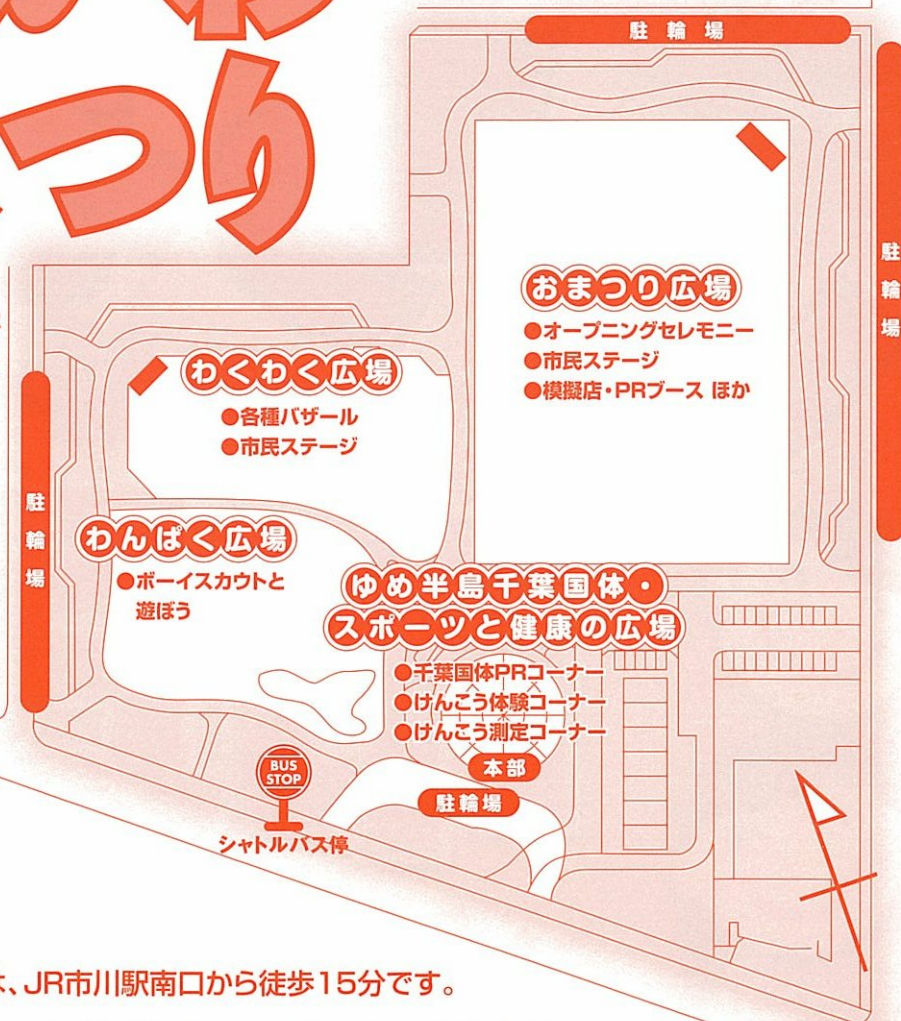 つり
駐輪場
駐輪場
おまつり広場
●オープニングセレモニー
●市民ステージ
●模擬店・PRブース ほか
わくわく広場
●各種バザール
●市民ステージ
駐輪場
わんぱく広場
●ボーイスカウトと
遊ぼう
ゆめ半島千葉国体・
スポーツと健康の広場
●千葉国体PRコーナー
●けんこう体験コーナー
●けんこう測定コーナー
本部
駐輪場
BUS
STOP
シャトルバス停
、JR市川駅南口から徒歩15分です。